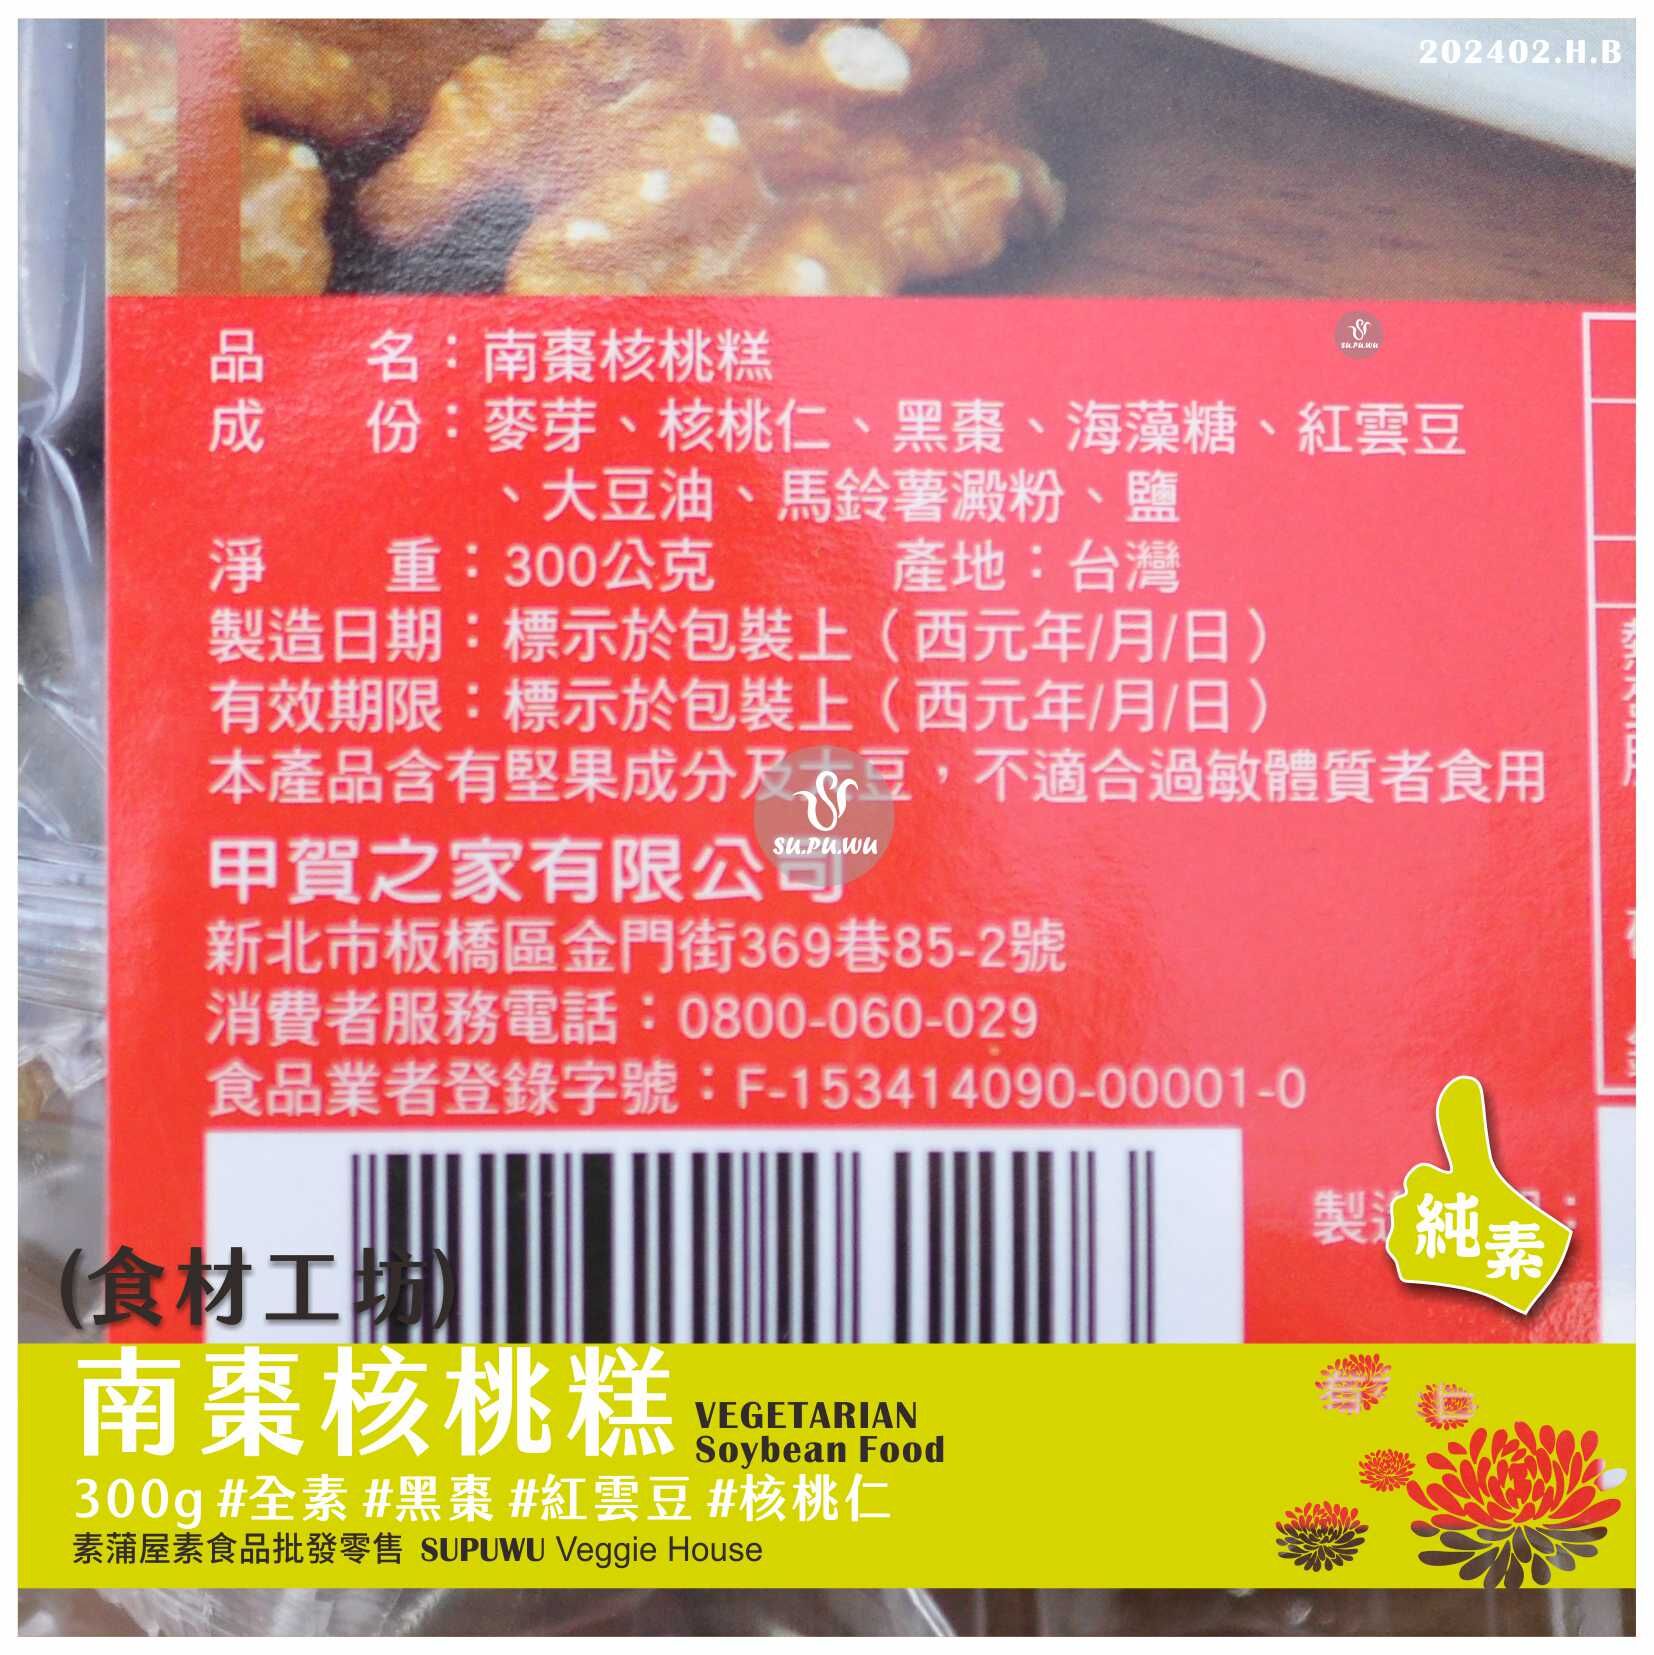 202402.H.B
su.pu.wu
品名：南棗核桃糕
成份：麥芽、核桃仁、黑棗、海藻糖、紅雲豆
、大豆油、馬鈴薯澱粉、鹽
淨重：300公克 產地：台灣
製造日期：標示於包裝上（西元年/月/日）
有效期限：標示於包裝上（西元年/月/日）
本產品含有堅果成分及大豆，不適合過敏體質者食用
su.pu.wu
甲賀之家有限公司
新北市板橋區金門街369巷85-2號
消費者服務電話：0800-060-029
食品業者登錄字號：F-153414090-00001-0
製
純素
(食材工坊)
南棗核桃糕
VEGETARIAN
Soybean Food
300g #全素 #黑棗 #紅雲豆 #核桃仁
素蒲屋素食品批發零售 SUPUWU Veggie House